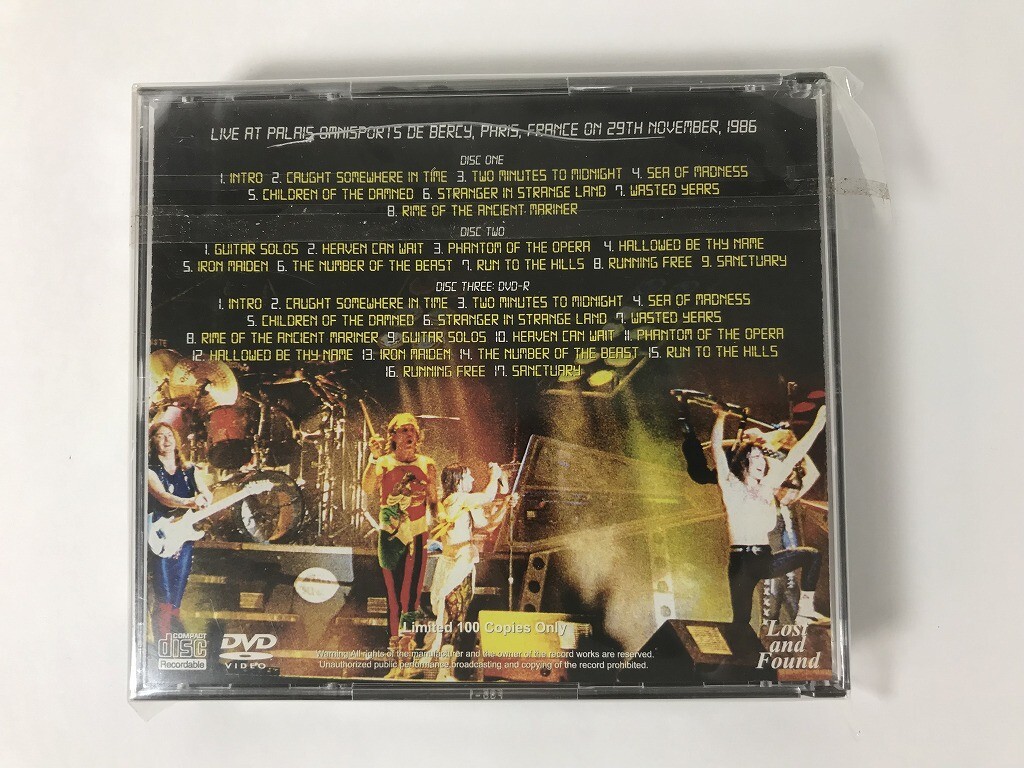 LIVE AT PALAIS OMNISPORTS DE BERCY, PARIS, FRANCE ON 29TH NOVEMBER, 1986
DISC ONE
1. INTRO 2. CAUGHT SOMEWHERE IN TIME 3. TWO MINUTES TO MIDNIGHT 4. SEA OF MADNESS
5. CHILDREN OF THE DAMNED 6. STRANGER IN STRANGE LAND 7. WASTED YEARS
8. RIME OF THE ANCIENT MARINER
DISC TWO
1. GUITAR SOLOS 2. HEAVEN CAN WAIT 3. PHANTOM OF THE OPERA 4. HALLOWED BE THY NAME
5. IRON MAIDEN 6. THE NUMBER OF THE BEAST 7. RUN TO THE HILLS 8. RUNNING FREE 9. SANCTUARY
DISC THREE: DVD-R
1. INTRO 2. CAUGHT SOMEWHERE IN TIME 3. TWO MINUTES TO MIDNIGHT 4. SEA OF MADNESS
5. CHILDREN OF THE DAMNED 6. STRANGER IN STRANGE LAND 7. WASTED YEARS
8. RIME OF THE ANCIENT MARINER 9. GUITAR SOLOS 10. HEAVEN CAN WAIT 11. PHANTOM OF THE OPERA
12. HALLOWED BE THY NAME 13. IRON MAIDEN 14. THE NUMBER OF THE BEAST 15. RUN TO THE HILLS
16. RUNNING FREE 17. SANCTUARY
Limited 100 Copies Only
COMPACT
disc
Recordable
DVD
VIDEO
Warning:All rights of the manufacturer and the owner of the record works are reserved.
Unauthorized public performance broadcasting and copying of the record prohibited.
Lost
and
Found